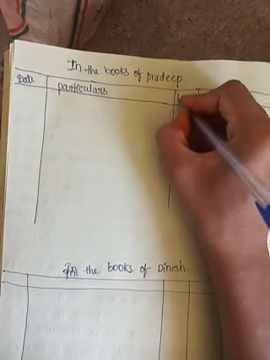 In the books of pradeep
Date particulars
In the books of Dinesh